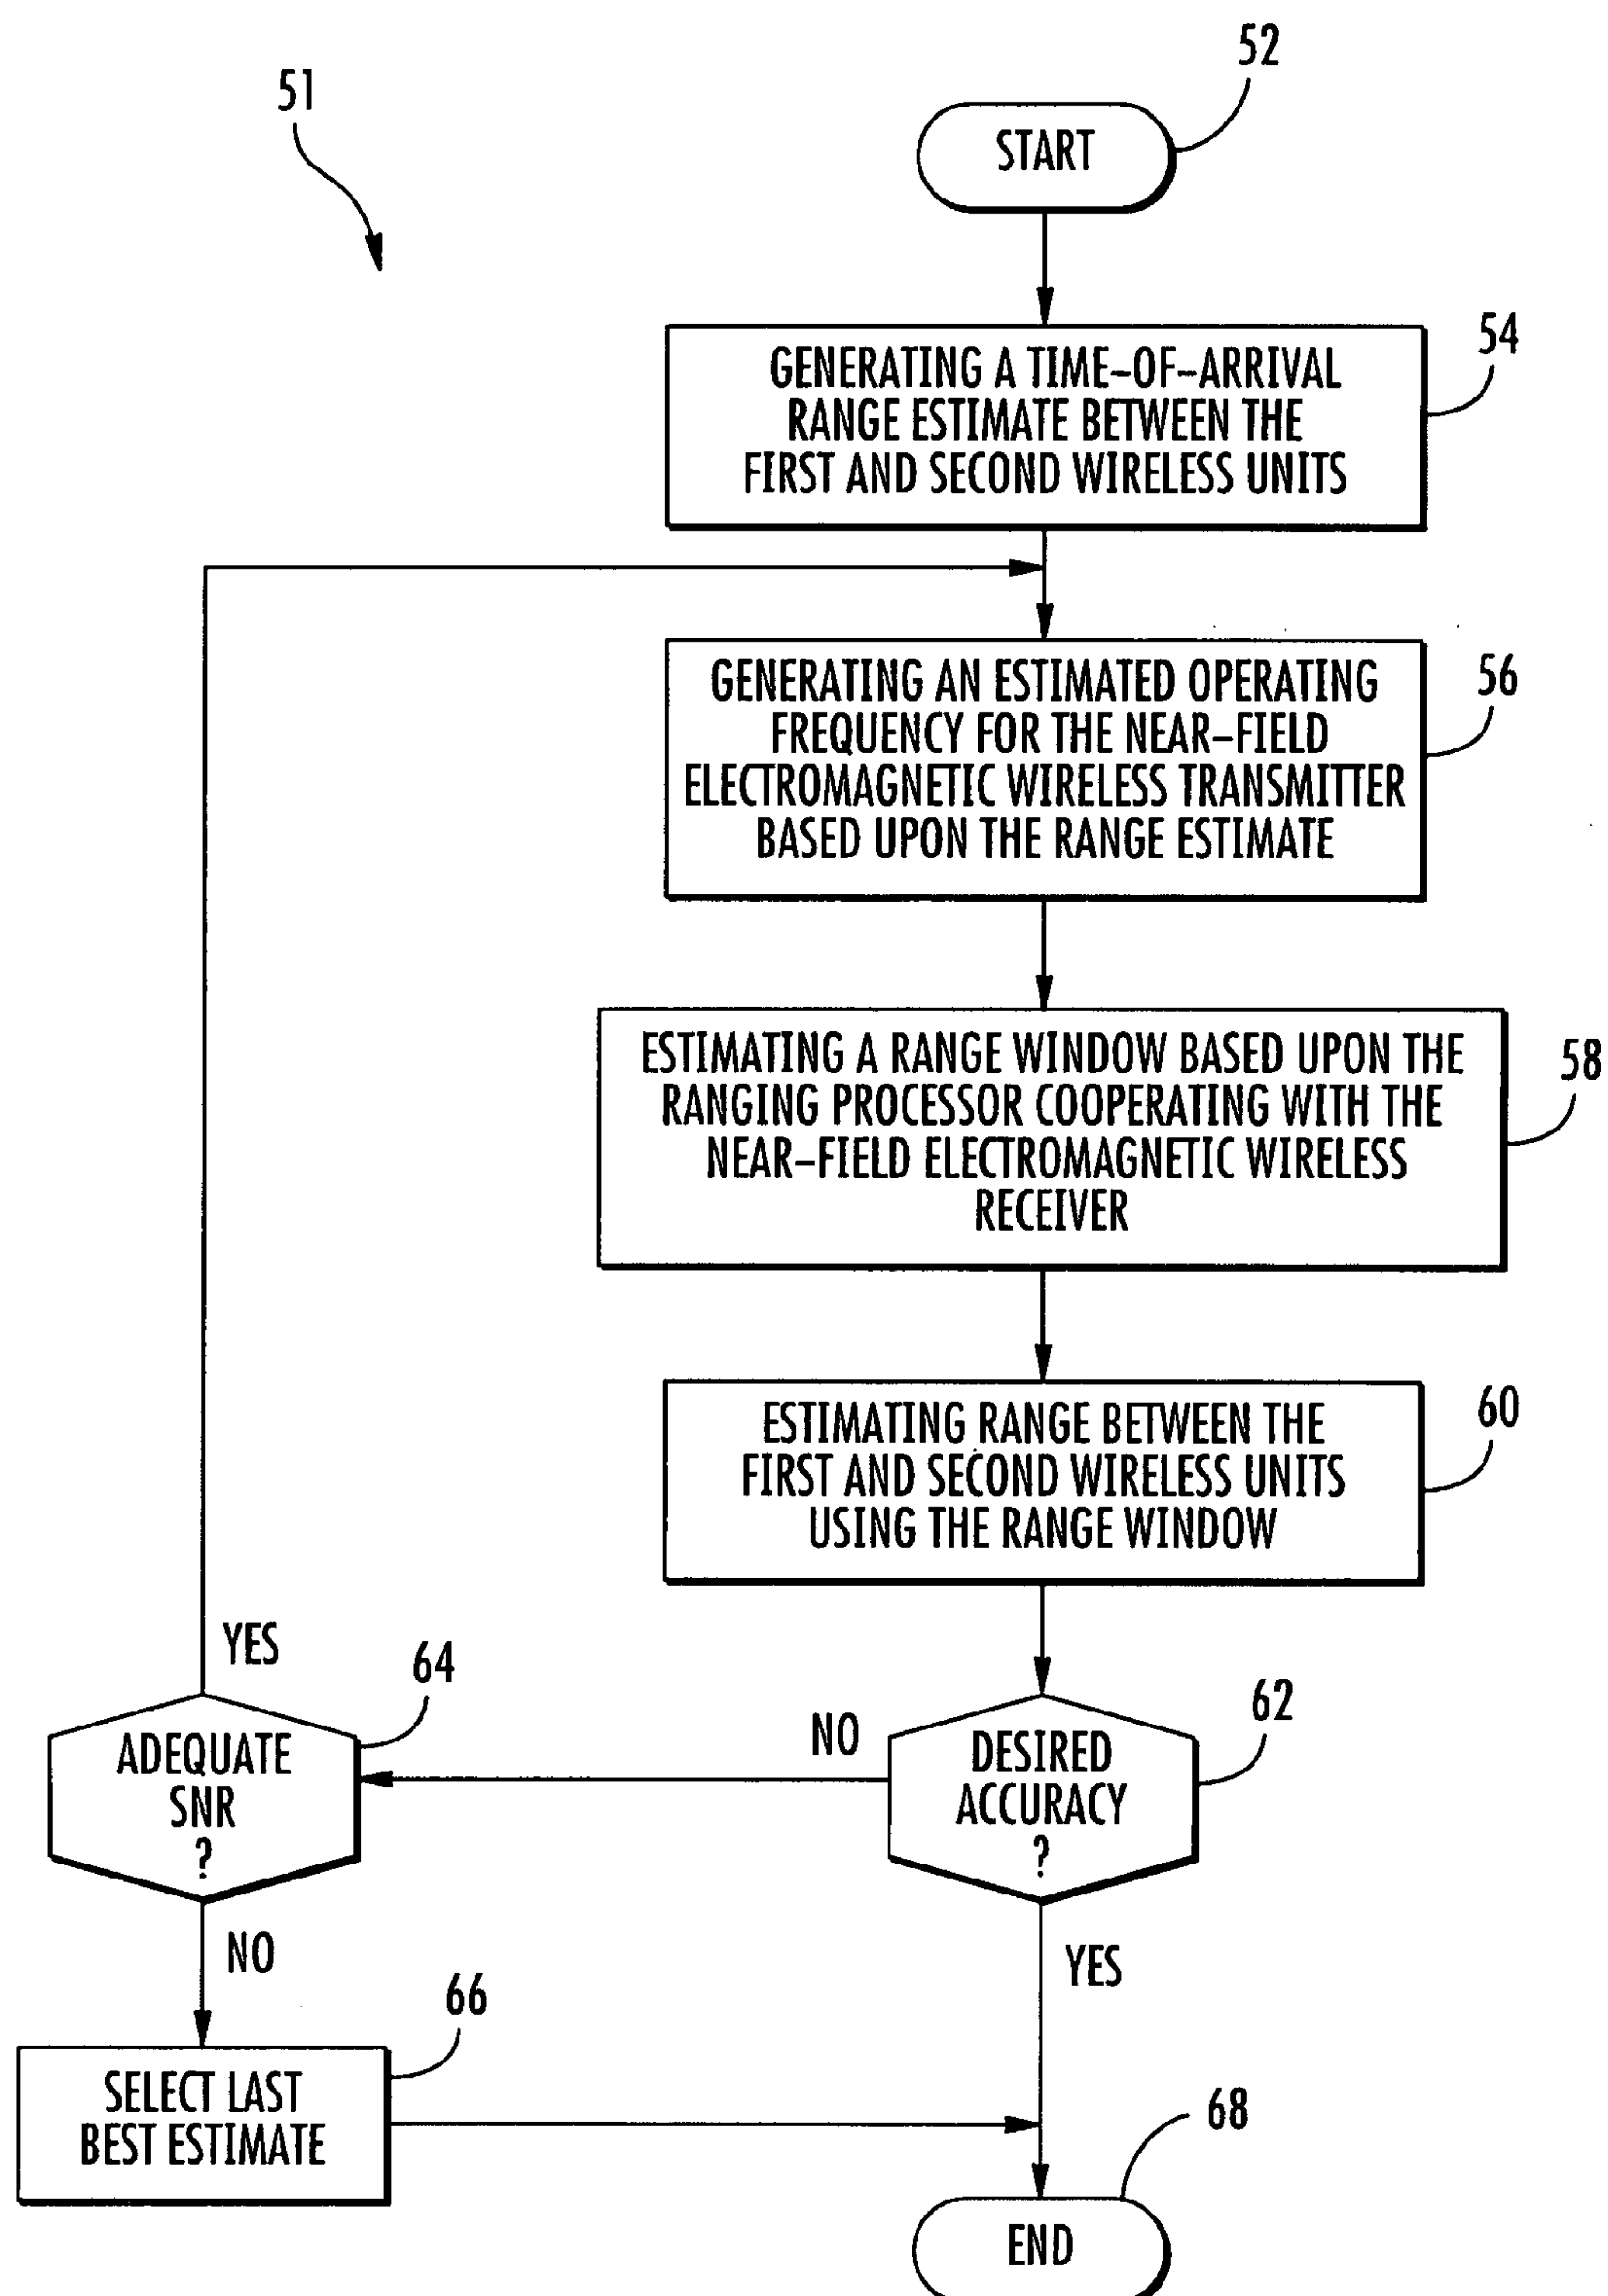 52
51
START
54
GENERATING A TIME-OF-ARRIVAL
RANGE ESTIMATE BETWEEN THE
FIRST AND SECOND WIRELESS UNITS
56
GENERATING AN ESTIMATED OPERATING
FREQUENCY FOR THE NEAR-FIELD
ELECTROMAGNETIC WIRELESS TRANSMITTER
BASED UPON THE RANGE ESTIMATE
58
ESTIMATING A RANGE WINDOW BASED UPON THE
RANGING PROCESSOR COOPERATING WITH THE
NEAR-FIELD ELECTROMAGNETIC WIRELESS
RECEIVER
60
ESTIMATING RANGE BETWEEN THE
FIRST AND SECOND WIRELESS UNITS
USING THE RANGE WINDOW
YES
64
62
NO
ADEQUATE
SNR
?
DESIRED
ACCURACY
?
NO
YES
66
SELECT LAST
BEST ESTIMATE
68
END